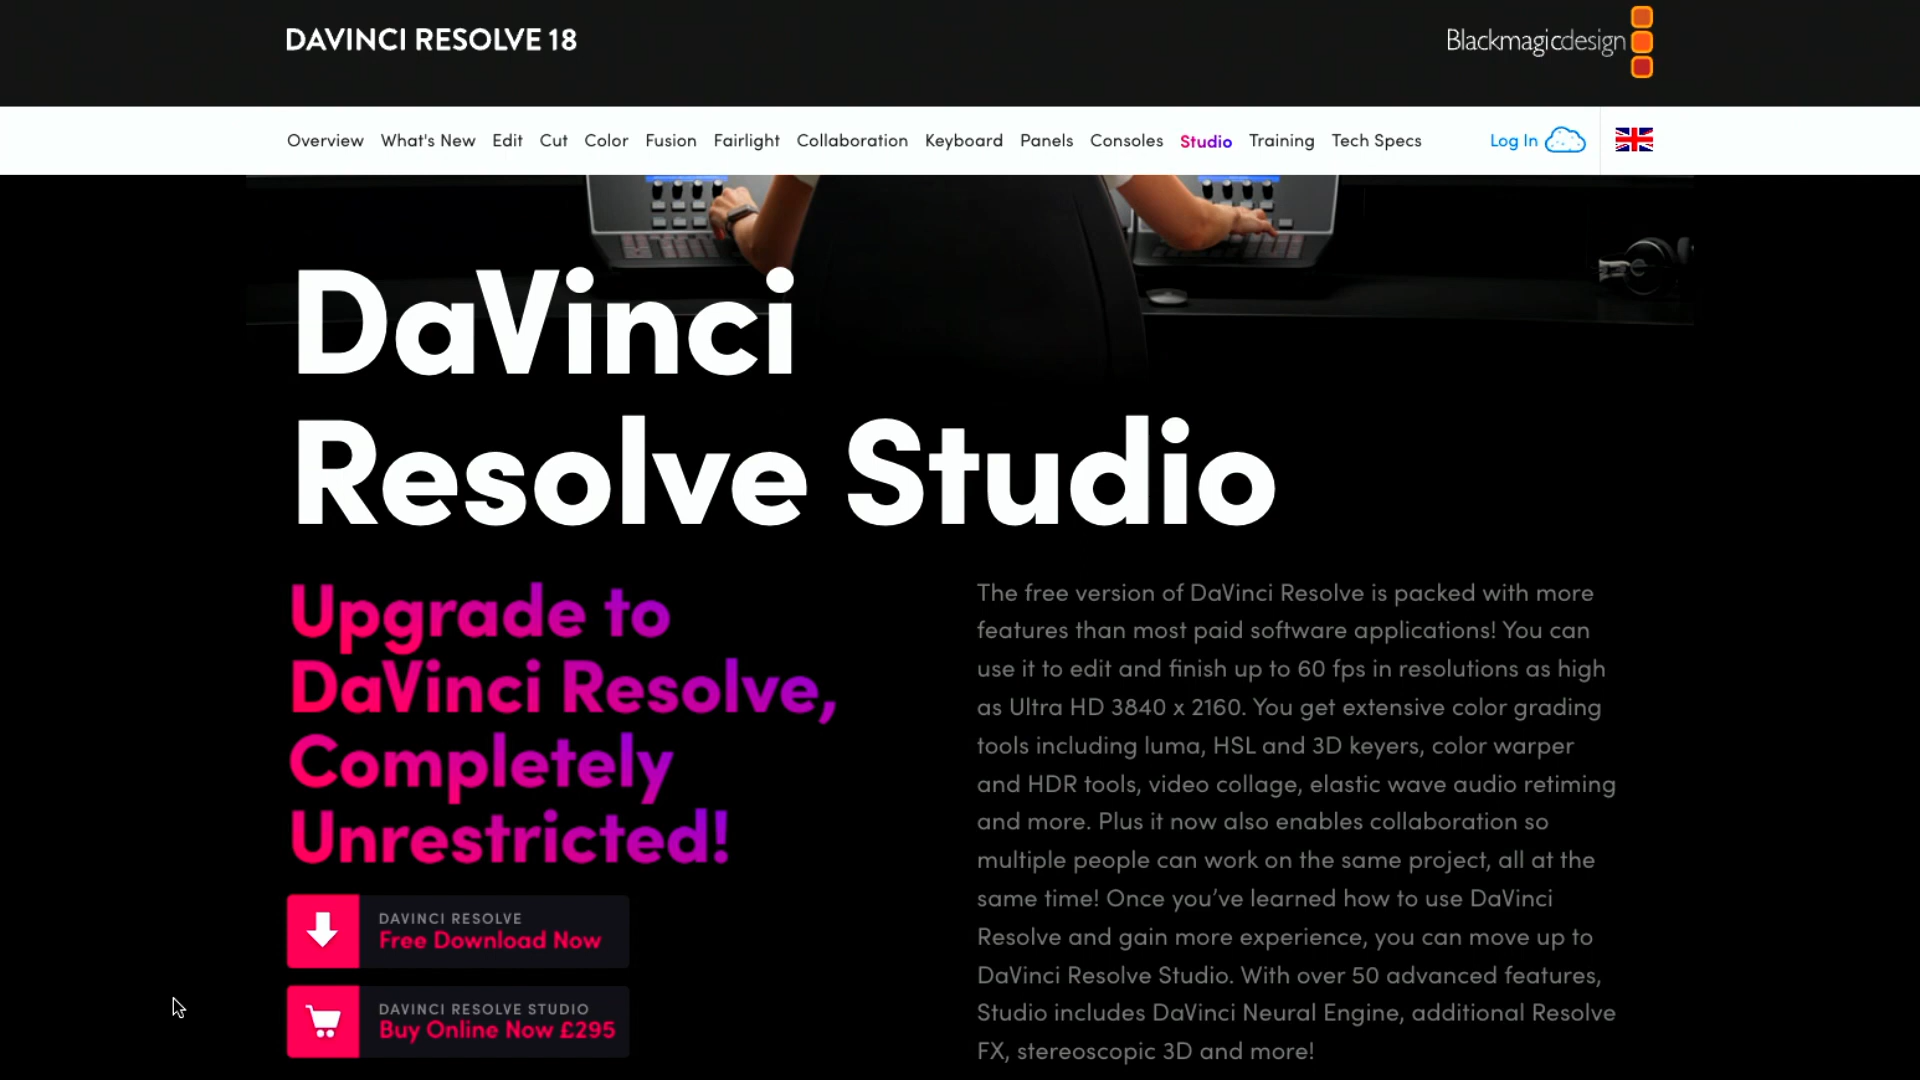 DAVINCI RESOLVE 18
Blackmagicdesign
Overview What's New Edit Cut Color Fusion Fairlight Collaboration Keyboard Panels Consoles Studio Training Tech Specs Log In
DaVinci
Resolve Studio
Upgrade to
DaVinci Resolve,
Completely
Unrestricted!
DAVINCI RESOLVE
Free Download Now
DAVINCI RESOLVE STUDIO
Buy Online Now £295
The free version of DaVinci Resolve is packed with more
features than most paid software applications! You can
use it to edit and finish up to 60 fps in resolutions as high
as Ultra HD 3840 x 2160. You get extensive color grading
tools including luma, HSL and 3D keyers, color warper
and HDR tools, video collage, elastic wave audio retiming
and more. Plus it now also enables collaboration so
multiple people can work on the same project, all at the
same time! Once you’ve learned how to use DaVinci
Resolve and gain more experience, you can move up to
DaVinci Resolve Studio. With over 50 advanced features,
Studio includes DaVinci Neural Engine, additional Resolve
FX, stereoscopic 3D and more!